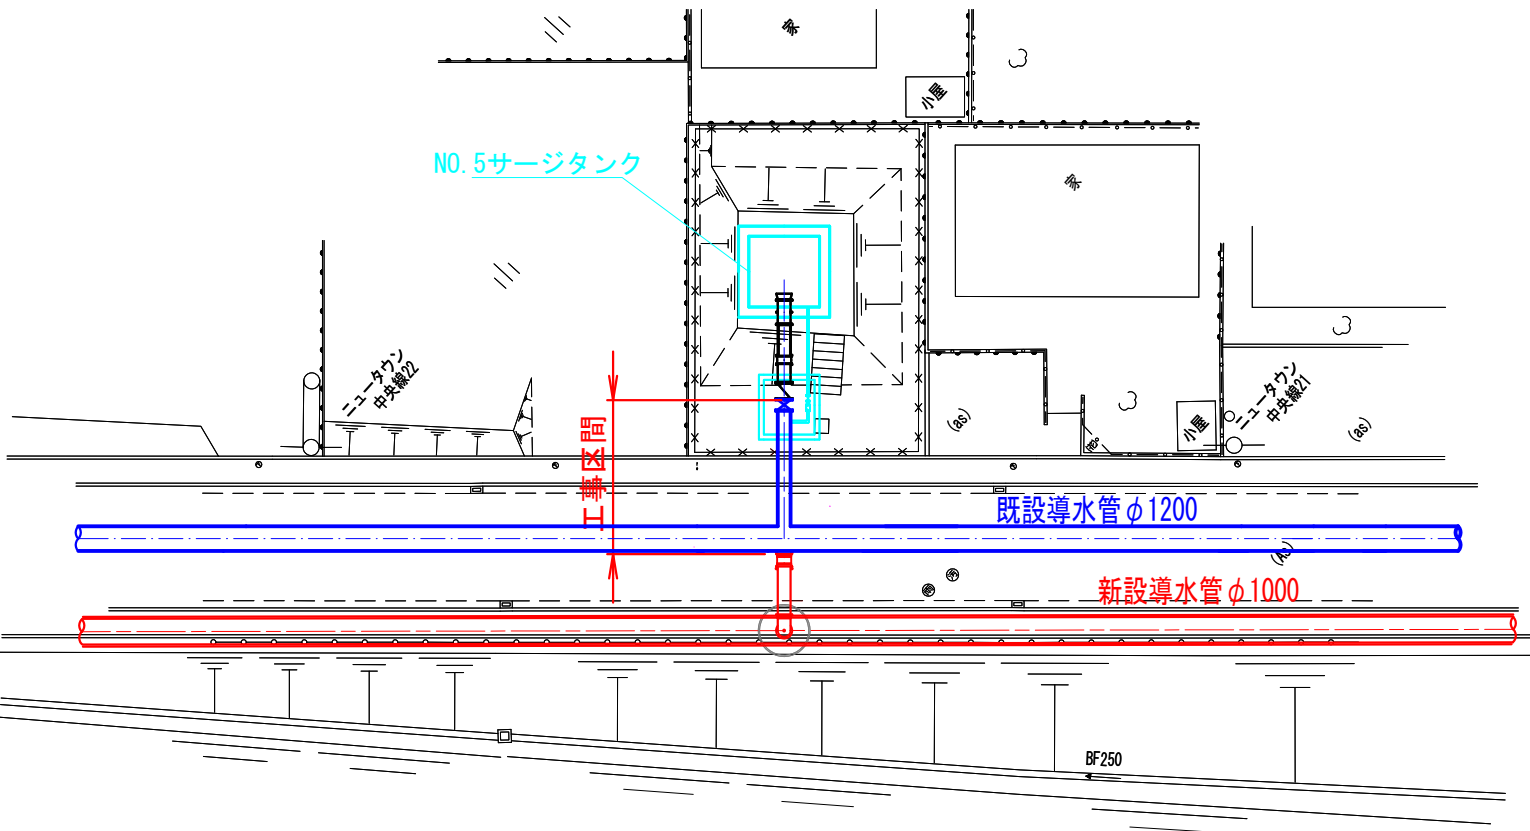 家
小屋
NO.5サージタンク
家
ニュータウン
中央線22
ニュータウン
中央線21
小屋
(as)
(as)
工事区間
既設導水管φ1200
(As)
新設導水管φ1000
BF250